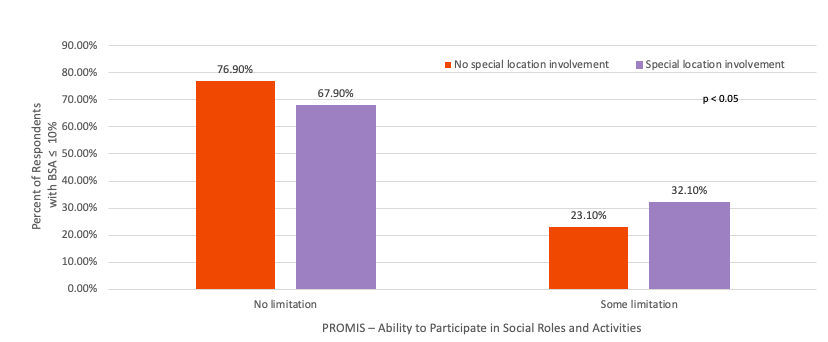 90.00%
80.00%
70.00%
60.00%
50.00%
40.00%
30.00%
20.00%
10.00%
0.00%
Percent of Respondents
with BSA ≤ 10%
No special location involvement
Special location involvement
p < 0.05
76.90%
67.90%
23.10%
32.10%
No limitation
Some limitation
PROMIS – Ability to Participate in Social Roles and Activities